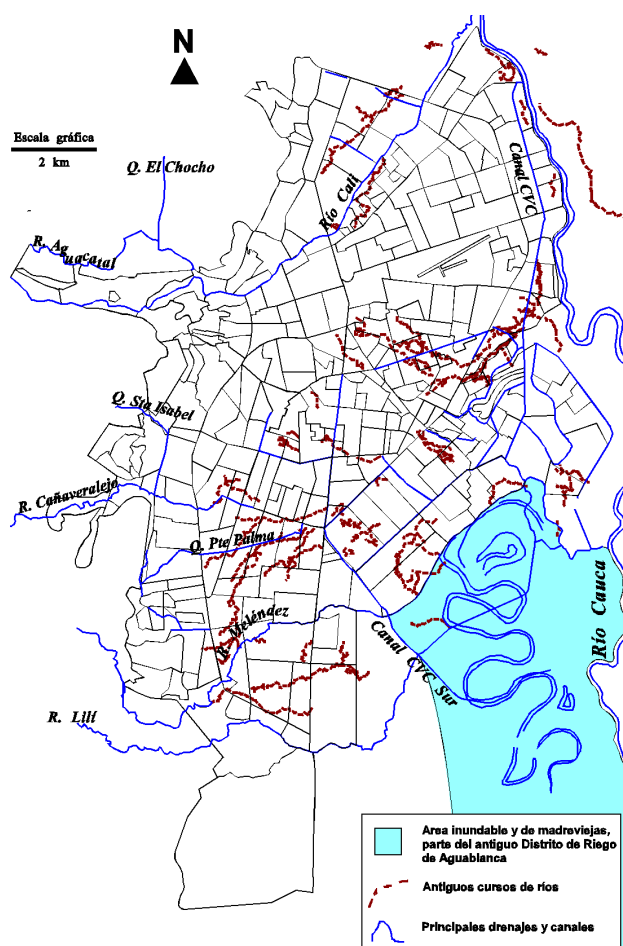 N
Escala gráfica
2 km
Q. El Chocho
Río Cali
Canal CVC
R. Aguacatal
Q. Sta Isabel
R. Cañaveralejo
Q. Pte Palma
R. Meléndez
Canal CVC Sur
Río Cauca
R. Lilí
Area inundable y de madreviejas,
parte del antiguo Distrito de Riego
de Aguablanca
Antiguos cursos de ríos
Principales drenajes y canales